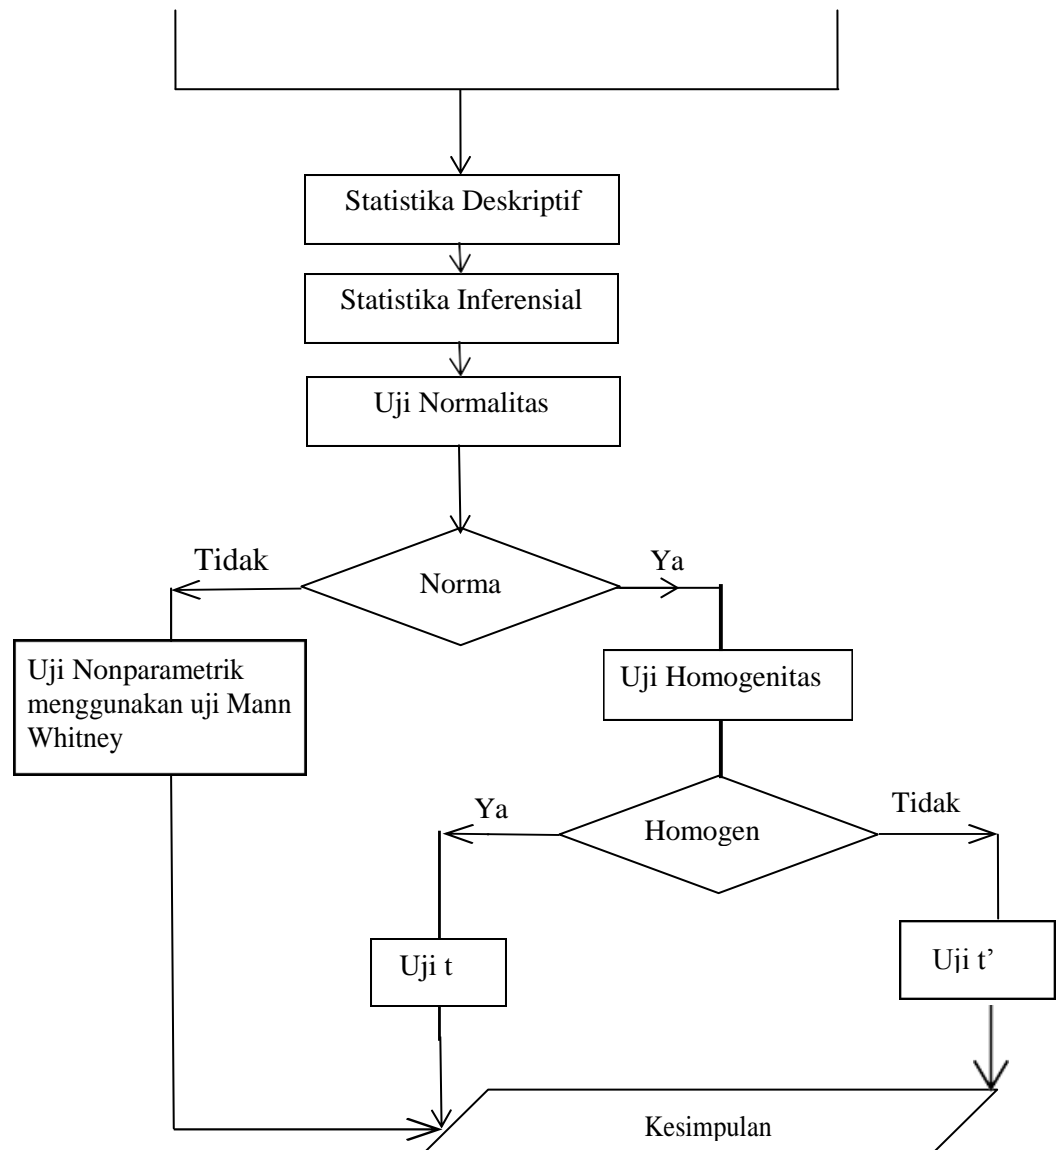 Statistika Deskriptif
Statistika Inferensial
Uji Normalitas
Tidak
Ya
Norma
Uji Nonparametrik
menggunakan uji Mann
Whitney
Uji Homogenitas
Ya
Tidak
Homogen
Uji t
Uji t’
Kesimpulan